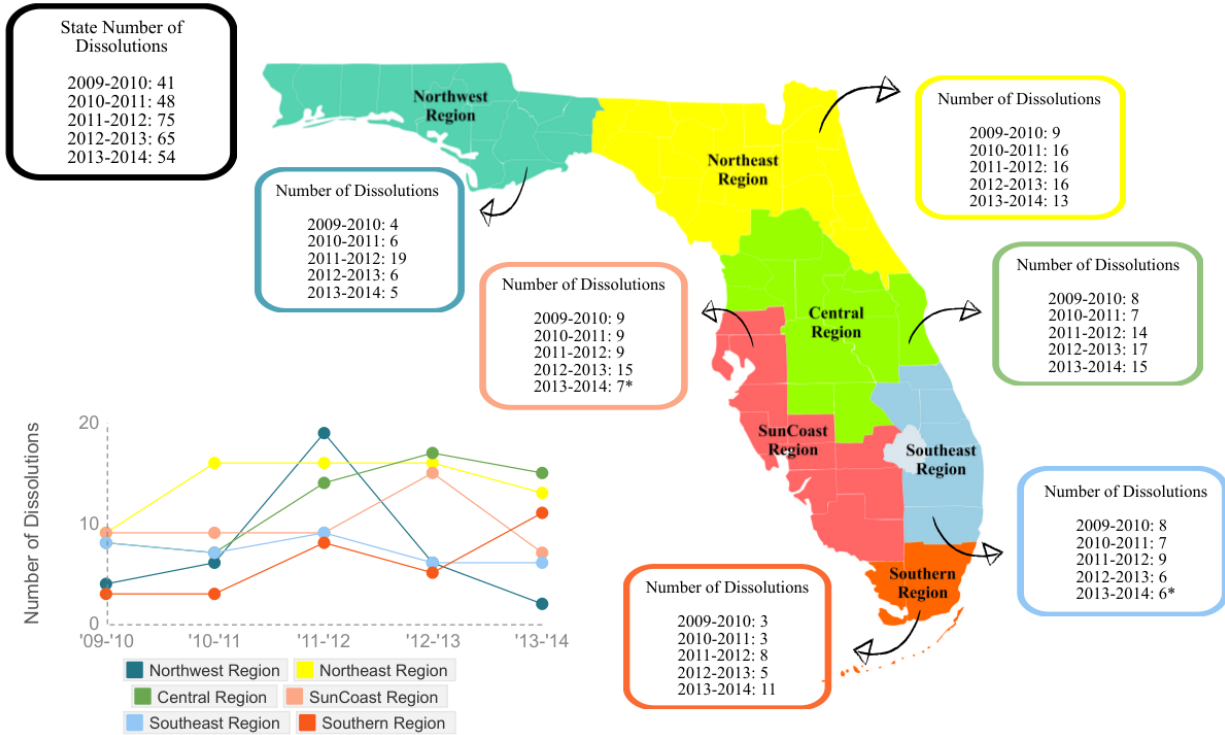 State Number of
Dissolutions
2009-2010: 41
2010-2011: 48
2011-2012: 75
2012-2013: 65
2013-2014: 54
Northwest
Region
Number of Dissolutions
2009-2010: 9
2010-2011: 16
2011-2012: 16
2012-2013: 16
2013-2014: 13
Northeast
Region
Number of Dissolutions
2009-2010: 4
2010-2011: 6
2011-2012: 19
2012-2013: 6
2013-2014: 5
Number of Dissolutions
2009-2010: 9
2010-2011: 9
2011-2012: 9
2012-2013: 15
2013-2014: 7*
Central
Region
Number of Dissolutions
2009-2010: 8
2010-2011: 7
2011-2012: 14
2012-2013: 17
2013-2014: 15
SunCoast
Region
Southeast
Region
Number of Dissolutions
2009-2010: 8
2010-2011: 7
2011-2012: 9
2012-2013: 6
2013-2014: 6*
Southern
Region
Number of Dissolutions
2009-2010: 3
2010-2011: 3
2011-2012: 8
2012-2013: 5
2013-2014: 11
Number of Dissolutions
20
10
0
'09-'10
'10-'11
'11-'12
'12-'13
'13-'14
Northwest Region
Northeast Region
Central Region
SunCoast Region
Southeast Region
Southern Region